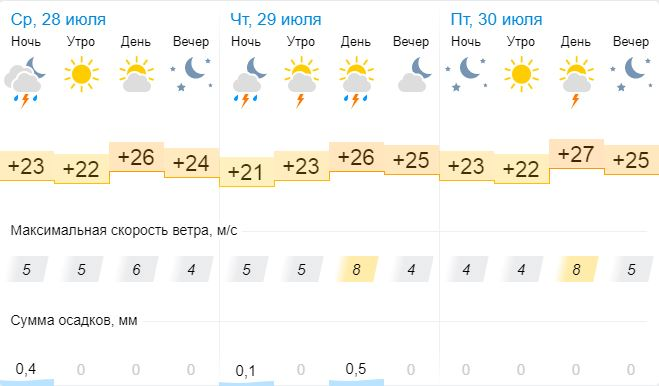 Ср, 28 июля Чт, 29 июля Пт, 30 июля
Ночь Утро День Вечер Ночь Утро День Вечер Ночь Утро День Вечер
+23 +22 +26 +24 +21 +23 +26 +25 +23 +22 +27 +25
Максимальная скорость ветра, м/с
5 5 6 4 5 5 8 4 4 4 8 5
Сумма осадков, мм
0,4 0 0 0 0,1 0 0,5 0 0 0 0 0